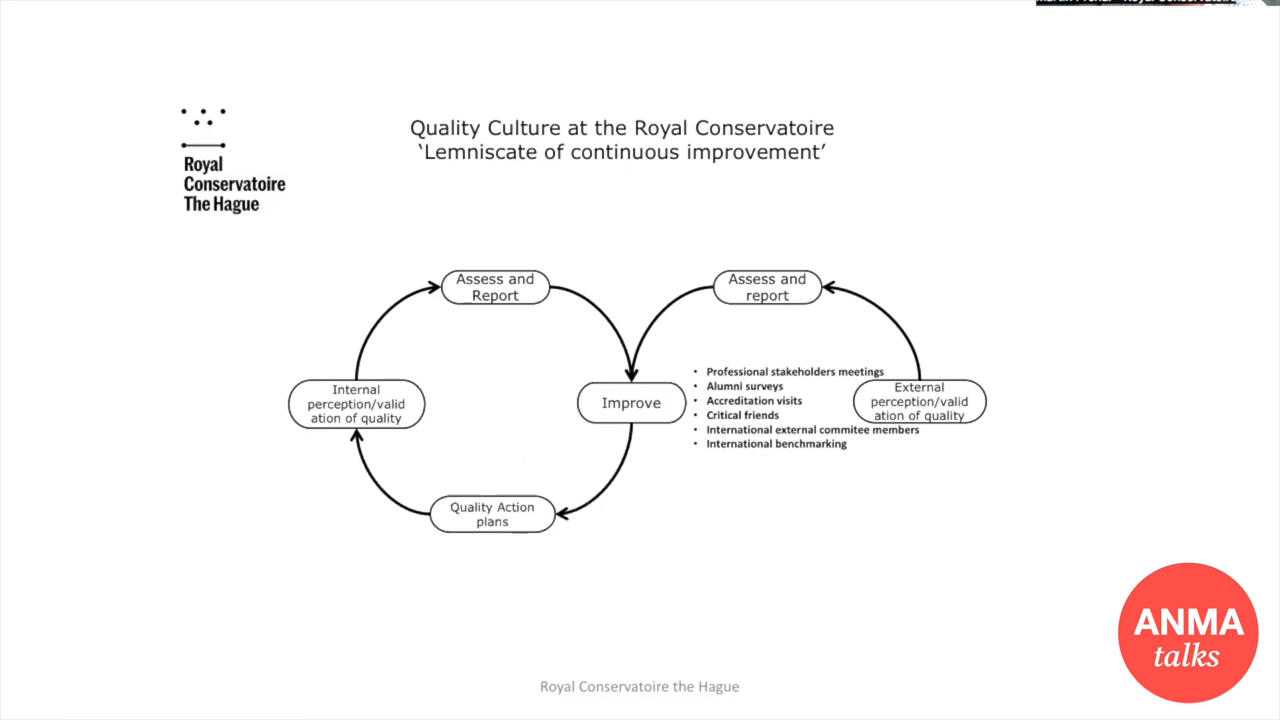 Royal
Conservatoire
The Hague
Quality Culture at the Royal Conservatoire
‘Lemniscate of continuous improvement’
Assess and
Report
Assess and
report
Internal
perception/valid
ation of quality
Improve
• Professional stakeholders meetings
• Alumni surveys
• Accreditation visits
• Critical friends
• International external commitee members
• International benchmarking
External
perception/valid
ation of quality
Quality Action
plans
ANMA
talks
Royal Conservatoire the Hague